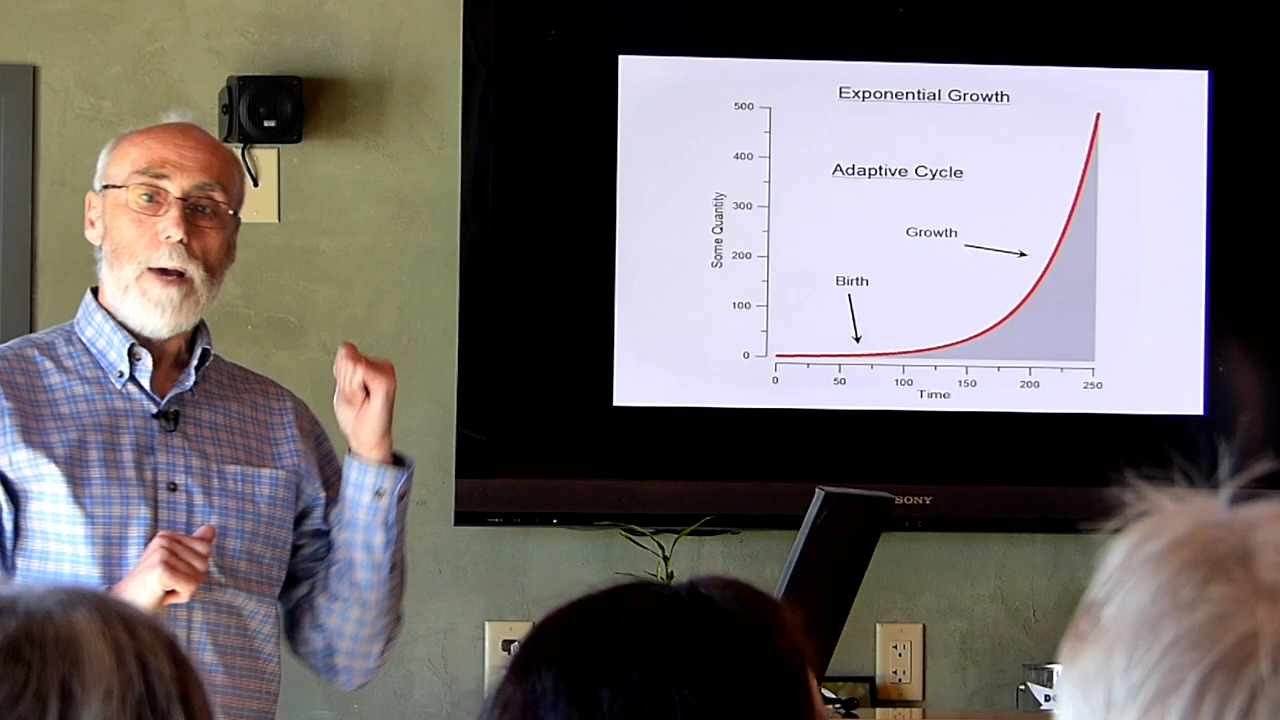 Exponential Growth
Adaptive Cycle
Growth
Birth
Some Quantity
500
400
300
200
100
0
0 50 100 150 200 250
Time
SONY